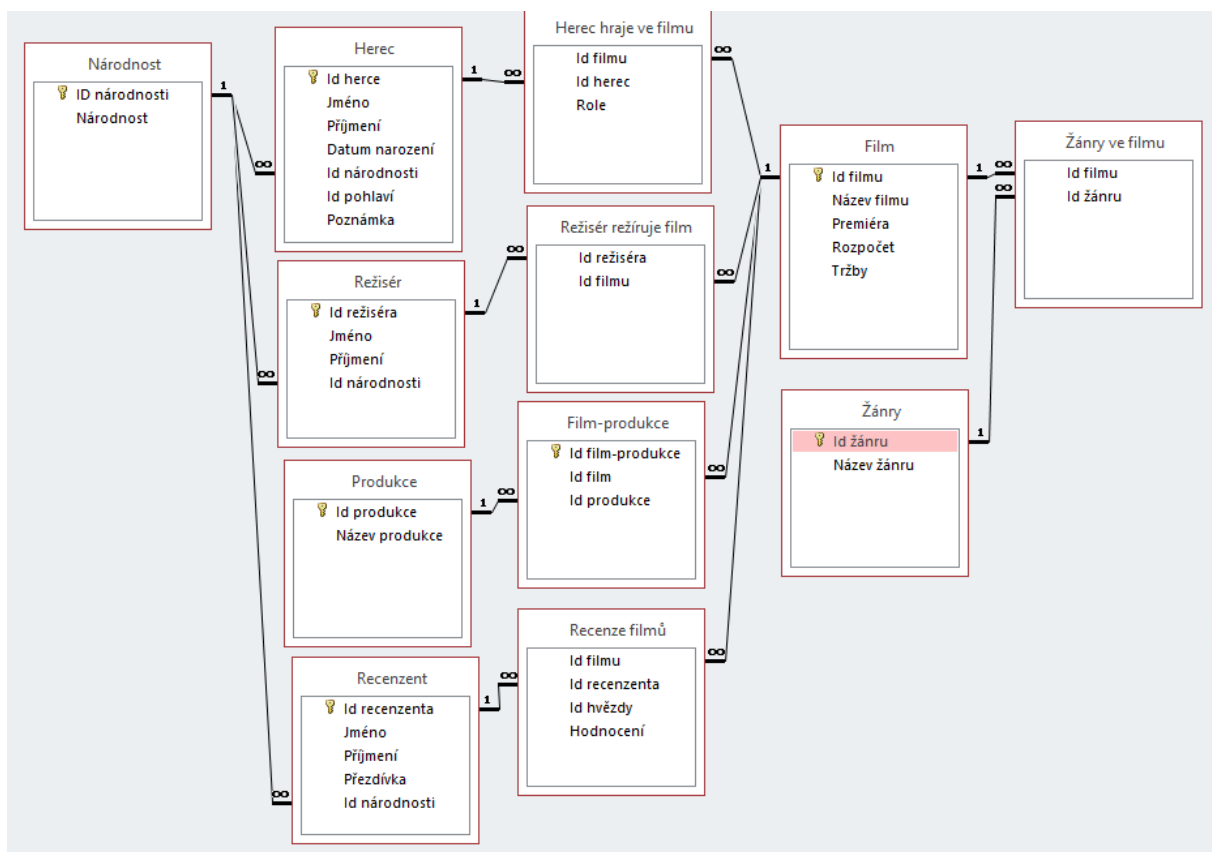 Národnost
ID národnosti
Národnost
1
∞
∞
∞
Herec
Id herce
Jméno
Příjmení
Datum narození
Id národnosti
Id pohlaví
Poznámka
1
∞
Herec hraje ve filmu
Id filmu
Id herec
Role
∞
Režisér
Id režiséra
Jméno
Příjmení
Id národnosti
1
∞
Režisér režíruje film
Id režiséra
Id filmu
∞
Produkce
Id produkce
Název produkce
1
∞
Film-produkce
Id film-produkce
Id film
Id produkce
∞
Recenzent
Id recenzenta
Jméno
Příjmení
Přezdívka
Id národnosti
1
∞
Recenze filmů
Id filmu
Id recenzenta
Id hvězdy
Hodnocení
∞
1
Film
Id filmu
Název filmu
Premiéra
Rozpočet
Tržby
1
∞
∞
Žánry ve filmu
Id filmu
Id žánru
Žánry
Id žánru
Název žánru
1